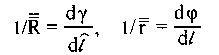 1/R̿ = dγ/dl̂, 1/r̿ = dφ/dl